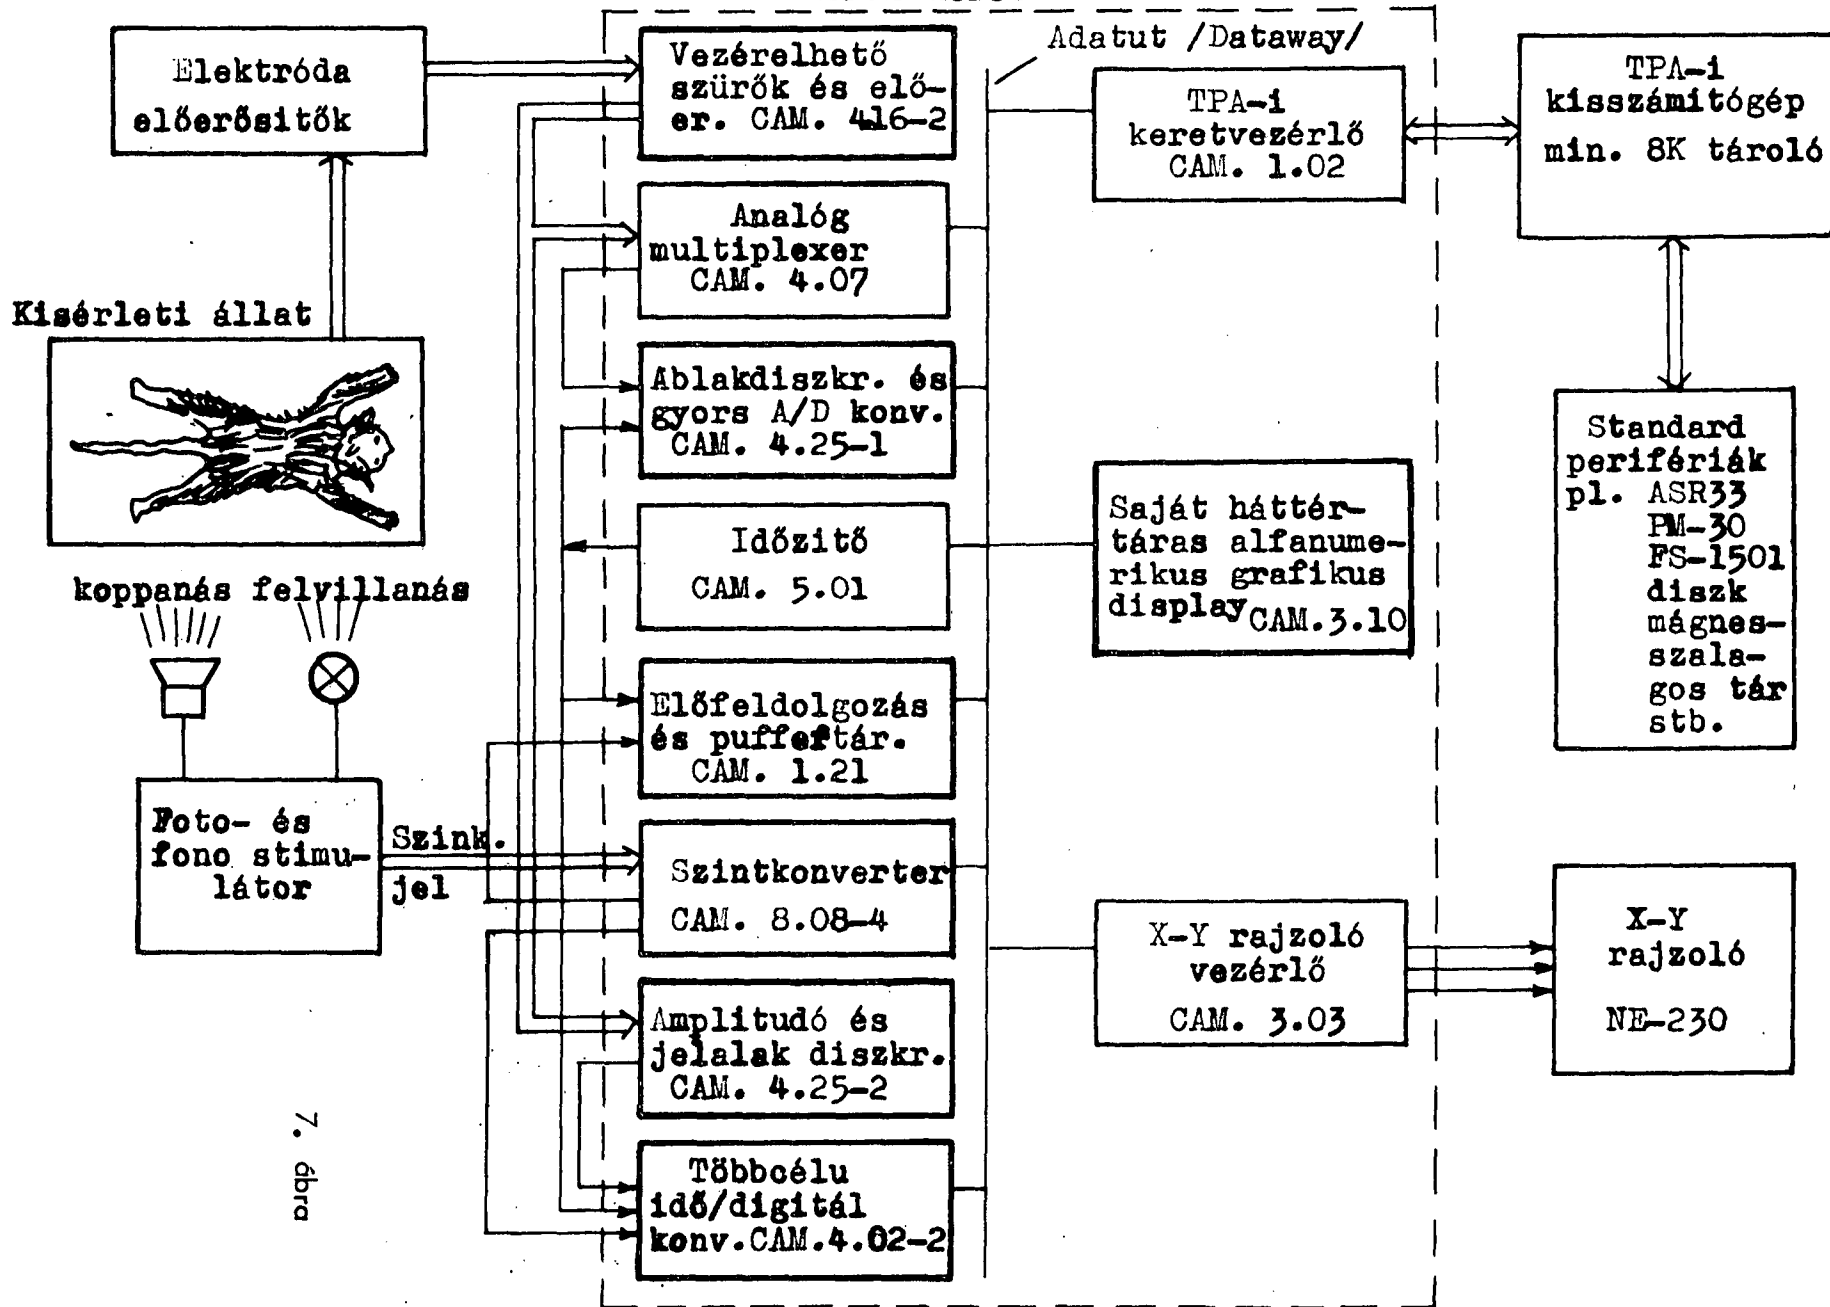 Adatut /Dataway/
Elektróda
előerősitők
Vezérelhető
szürők és elő-
er. CAM. 416-2
TPA-i
keretvezérlő
CAM. 1.02
TPA-i
kisszámitógép
min. 8K tároló
Analóg
multiplexer
CAM. 4.07
Kisérleti állat
Ablakdiszkr. és
gyors A/D konv.
CAM. 4.25-1
Standard
perifériák
pl. ASR33
PM-30
FS-1501
diszk
mágnes-
szala-
gos tár
stb.
Időzitő
CAM. 5.01
Saját háttér-
táras alfanume-
rikus grafikus
display CAM.3.10
koppanás felvillanás
Előfeldolgozás
és puffertár.
CAM. 1.21
Foto- és
fono stimu-
látor
Szink.
jel
Szintkonverter
CAM. 8.08-4
X-Y rajzoló
vezérlő
CAM. 3.03
X-Y
rajzoló
NE-230
Amplitudó és
jelalak diszkr.
CAM. 4.25-2
Többcélu
idő/digitál
konv.CAM.4.02-2
7. ábra